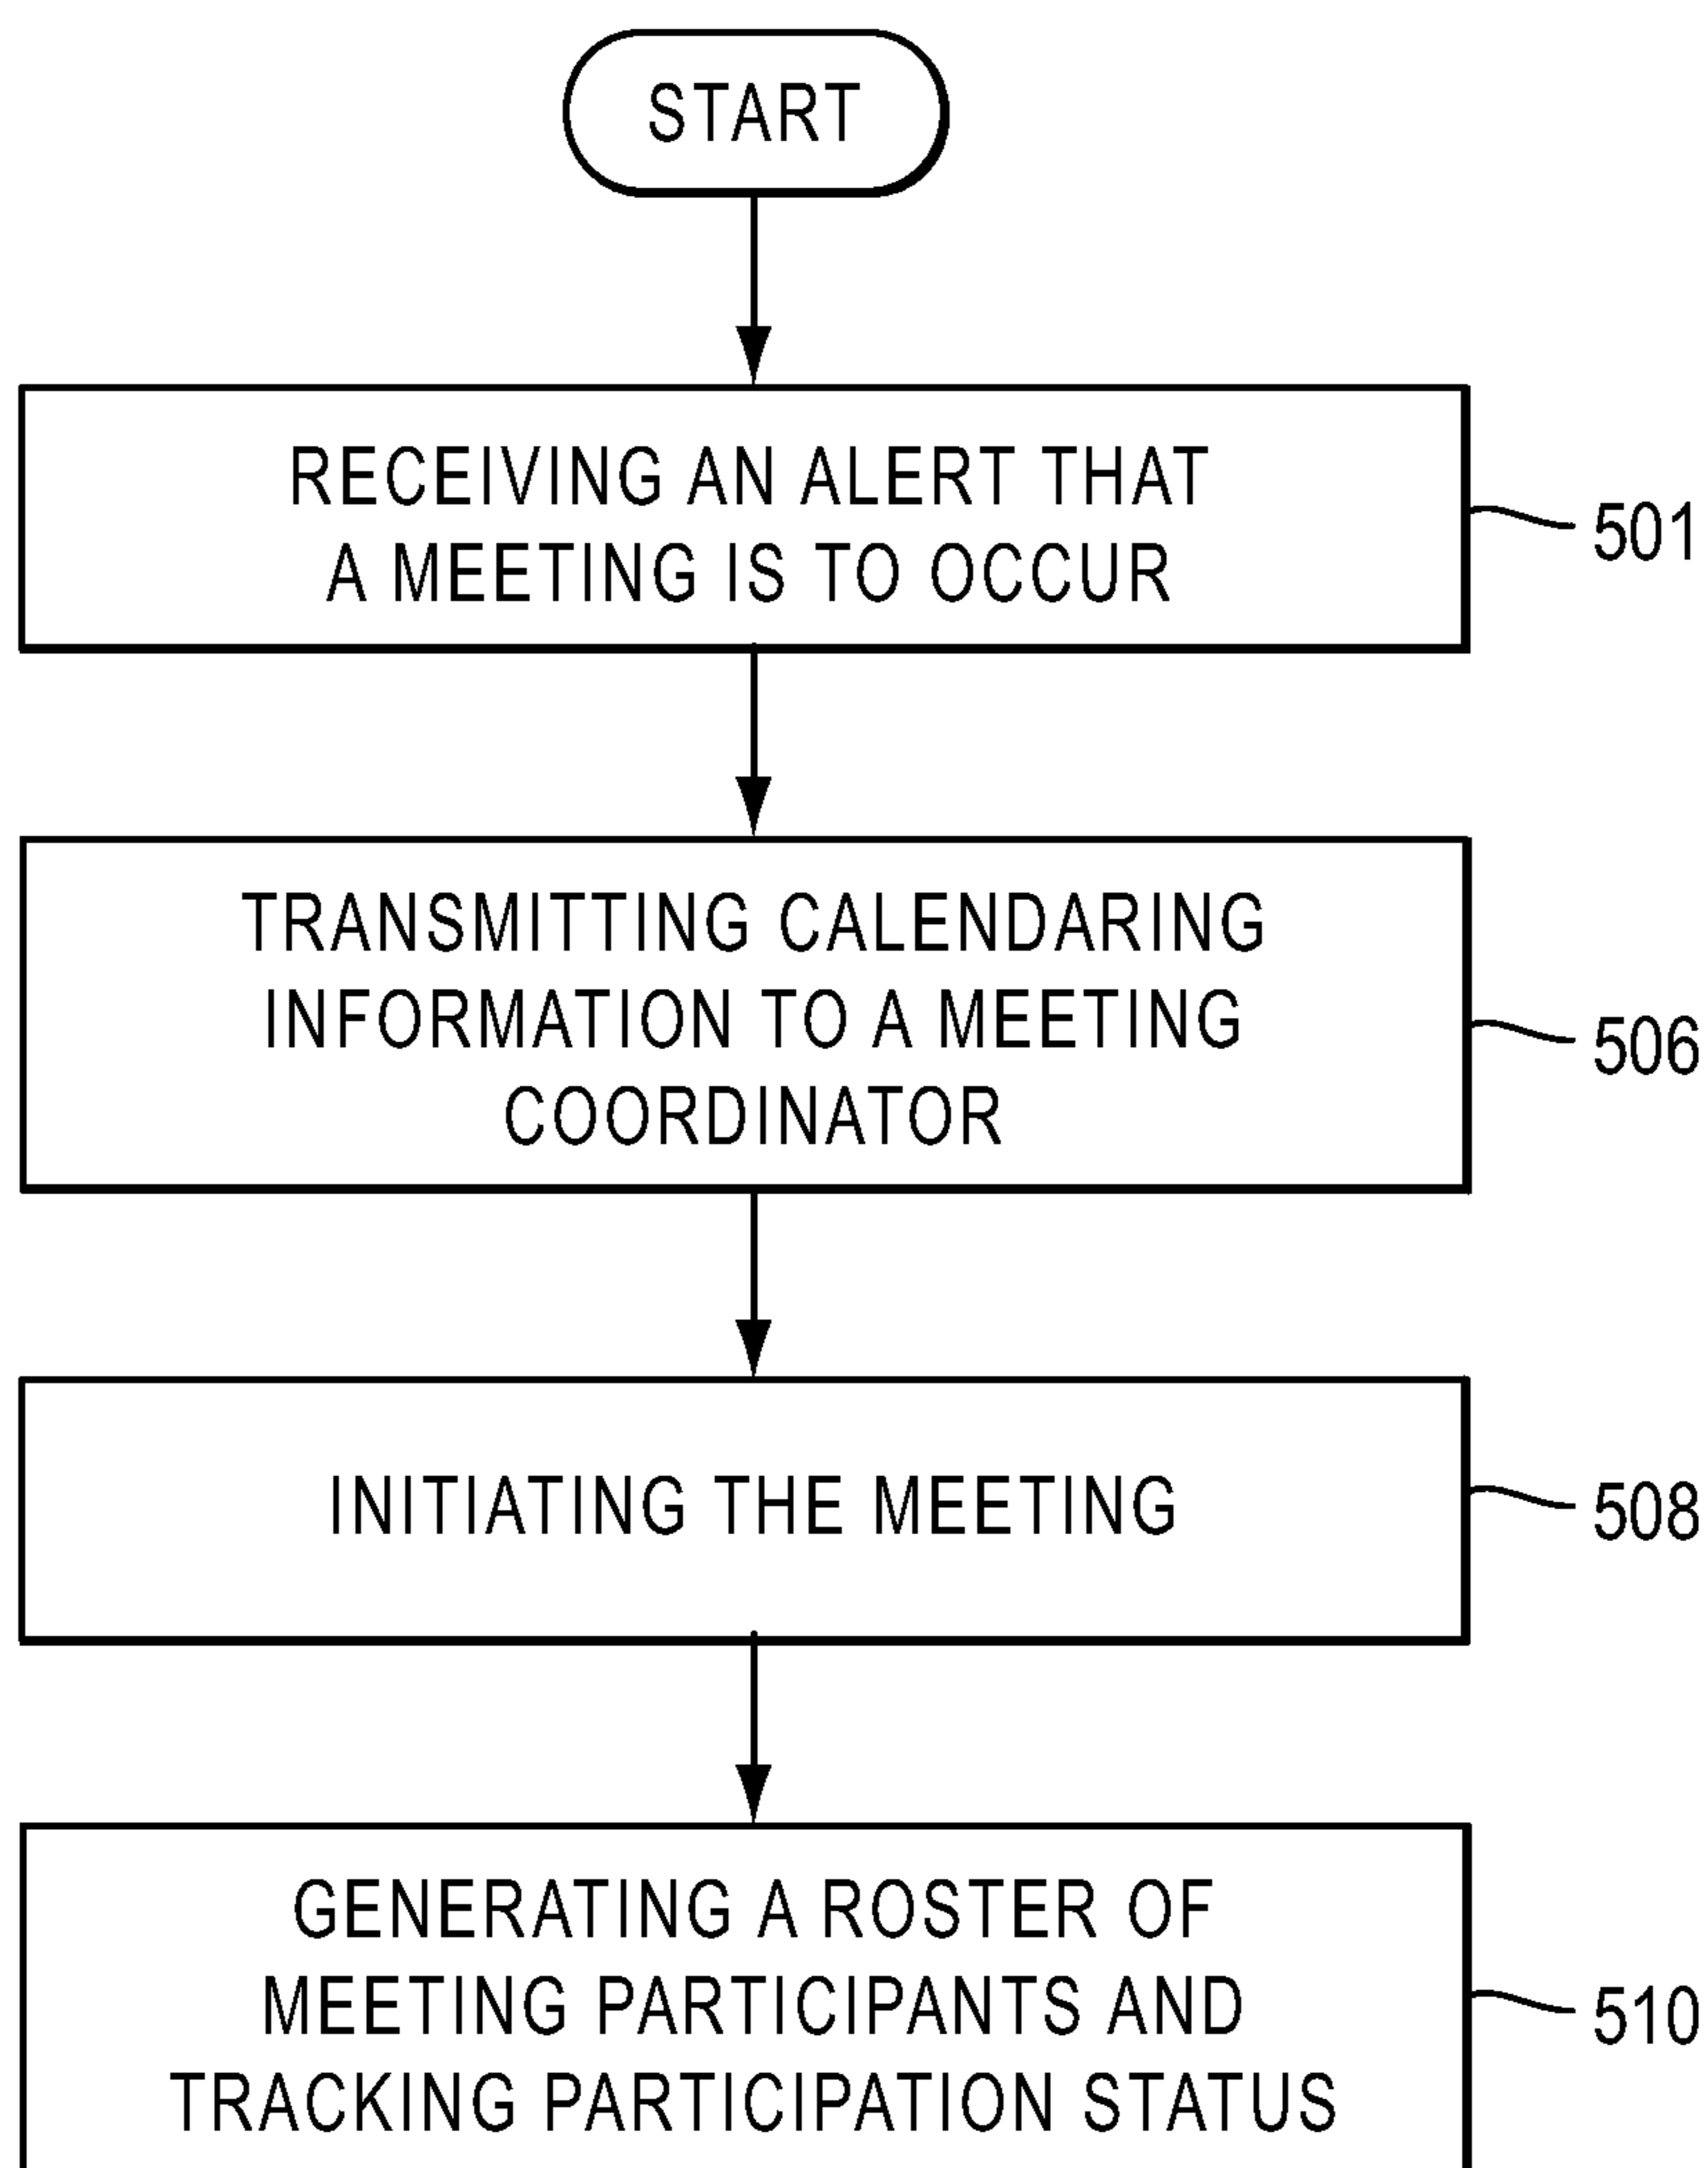 START
RECEIVING AN ALERT THAT
A MEETING IS TO OCCUR
501
TRANSMITTING CALENDARING
INFORMATION TO A MEETING
COORDINATOR
506
INITIATING THE MEETING
508
GENERATING A ROSTER OF
MEETING PARTICIPANTS AND
TRACKING PARTICIPATION STATUS
510